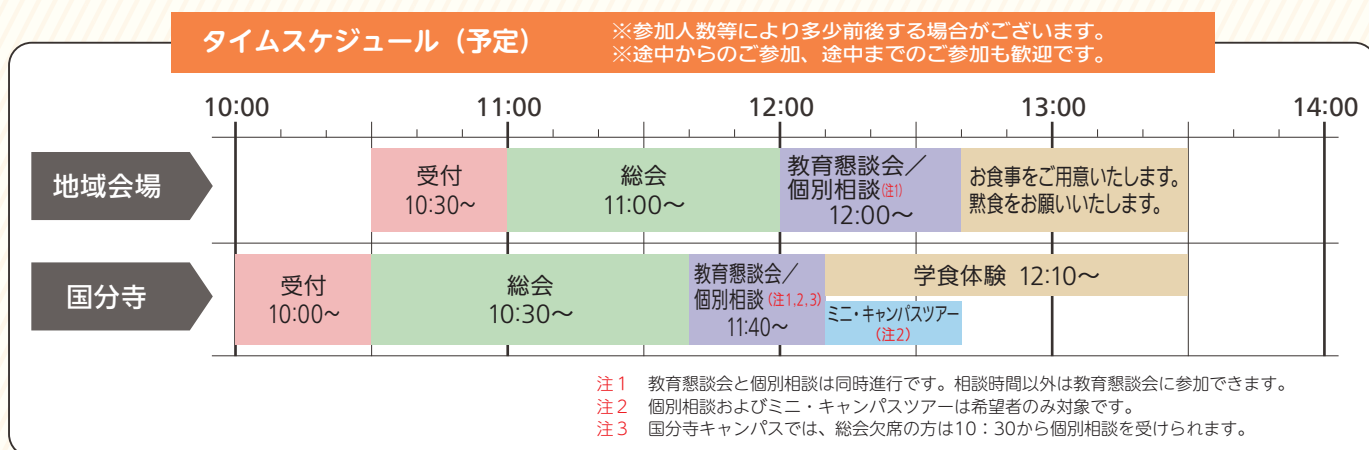 タイムスケジュール（予定）
※参加人数等により多少前後する場合がございます。
※途中からのご参加、途中までのご参加も歓迎です。
10:00 11:00 12:00 13:00 14:00
地域会場
受付
10:30～
総会
11:00～
教育懇談会／
個別相談(注1)
12:00～
お食事をご用意いたします。
黙食をお願いいたします。
国分寺
受付
10:00～
総会
10:30～
教育懇談会／
個別相談(注1,2,3)
11:40～
学食体験 12:10～
ミニ・キャンパスツアー
(注2)
注1 教育懇談会と個別相談は同時進行です。相談時間以外は教育懇談会に参加できます。
注2 個別相談およびミニ・キャンパスツアーは希望者のみ対象です。
注3 国分寺キャンパスでは、総会欠席の方は10：30から個別相談を受けられます。